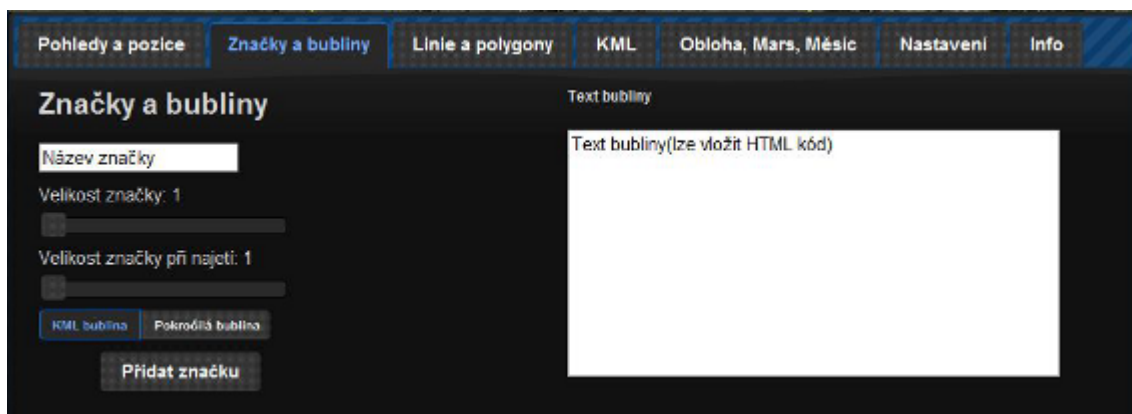 Pohledy a pozice Značky a bubliny Linie a polygony KML Obloha, Mars, Měsíc Nastavení Info
Značky a bubliny
Název značky
Velikost značky: 1
Velikost značky při najetí: 1
KML bublina Pokročilá bublina
Přidat značku
Text bubliny
Text bubliny(lze vložit HTML kód)